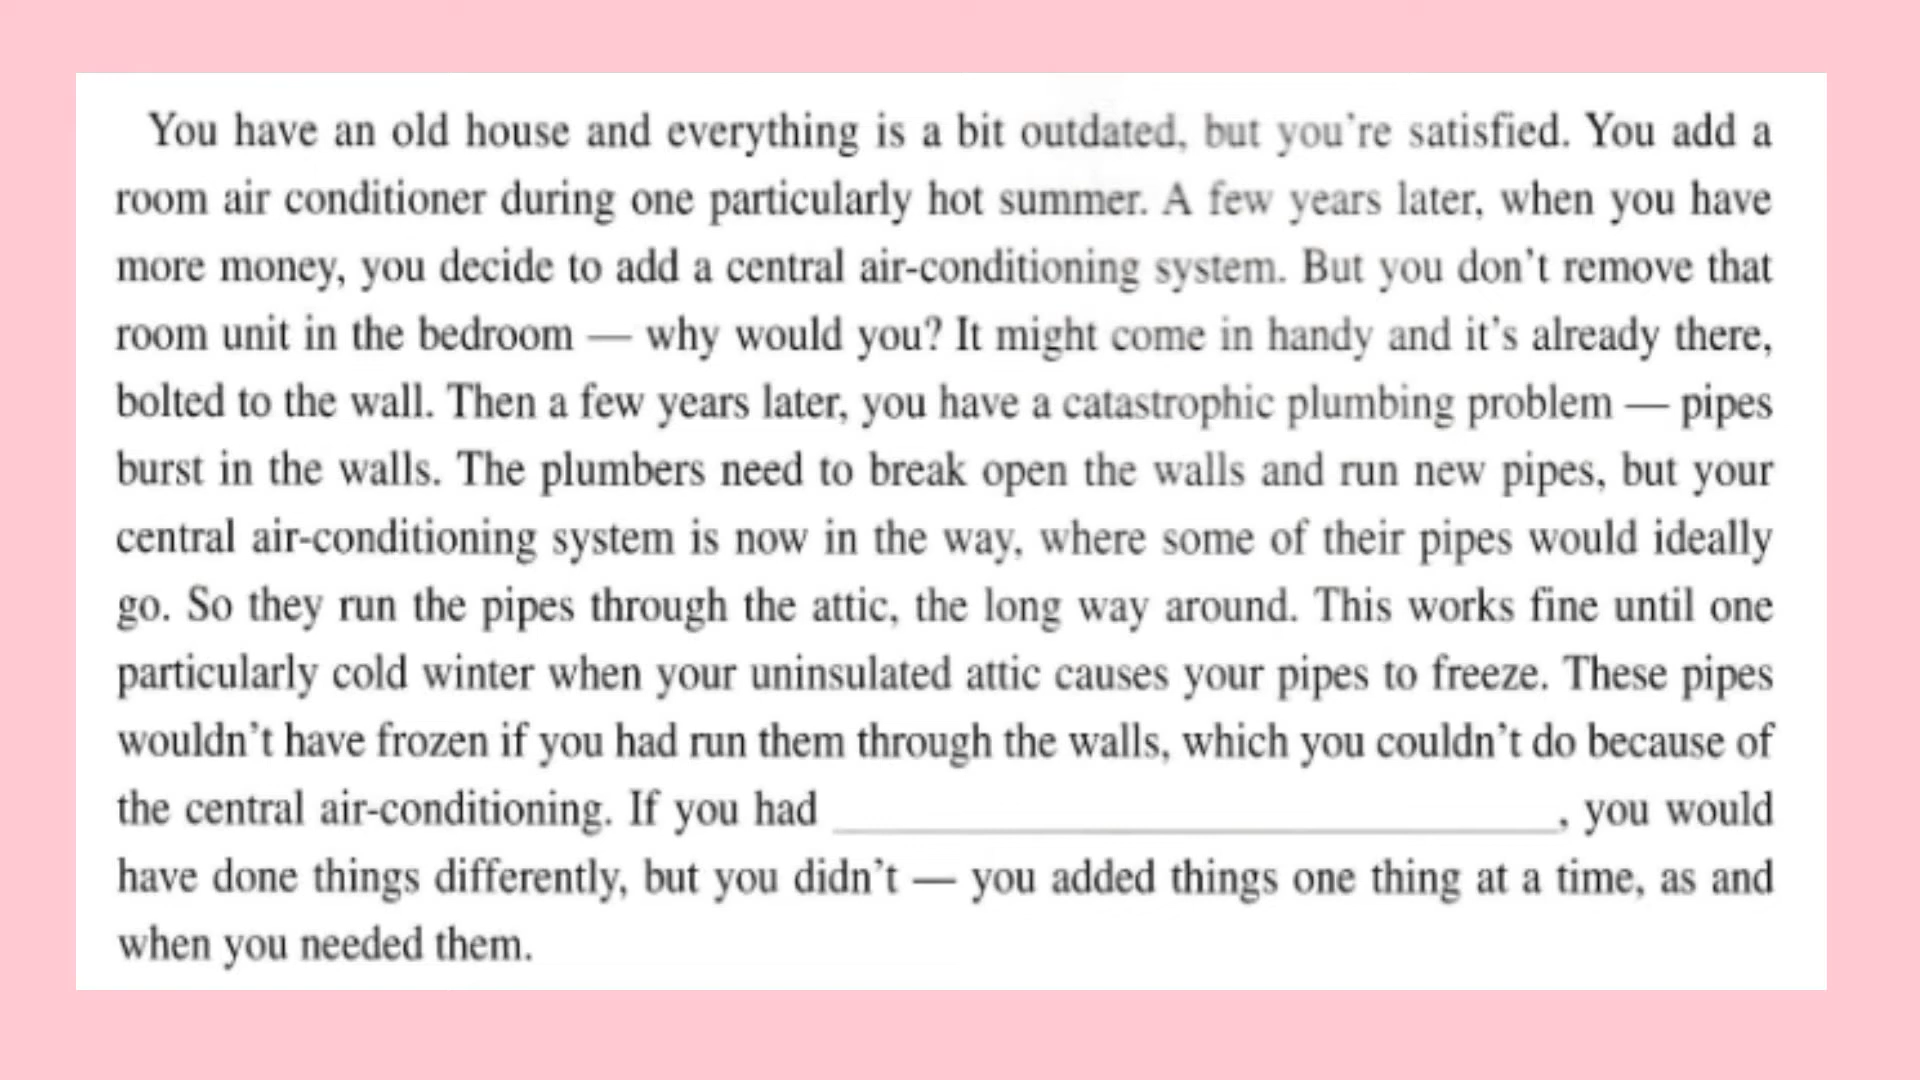 You have an old house and everything is a bit outdated, but you’re satisfied. You add a
room air conditioner during one particularly hot summer. A few years later, when you have
more money, you decide to add a central air-conditioning system. But you don’t remove that
room unit in the bedroom — why would you? It might come in handy and it’s already there,
bolted to the wall. Then a few years later, you have a catastrophic plumbing problem — pipes
burst in the walls. The plumbers need to break open the walls and run new pipes, but your
central air-conditioning system is now in the way, where some of their pipes would ideally
go. So they run the pipes through the attic, the long way around. This works fine until one
particularly cold winter when your uninsulated attic causes your pipes to freeze. These pipes
wouldn’t have frozen if you had run them through the walls, which you couldn’t do because of
the central air-conditioning. If you had ____________________, you would
have done things differently, but you didn’t — you added things one thing at a time, as and
when you needed them.